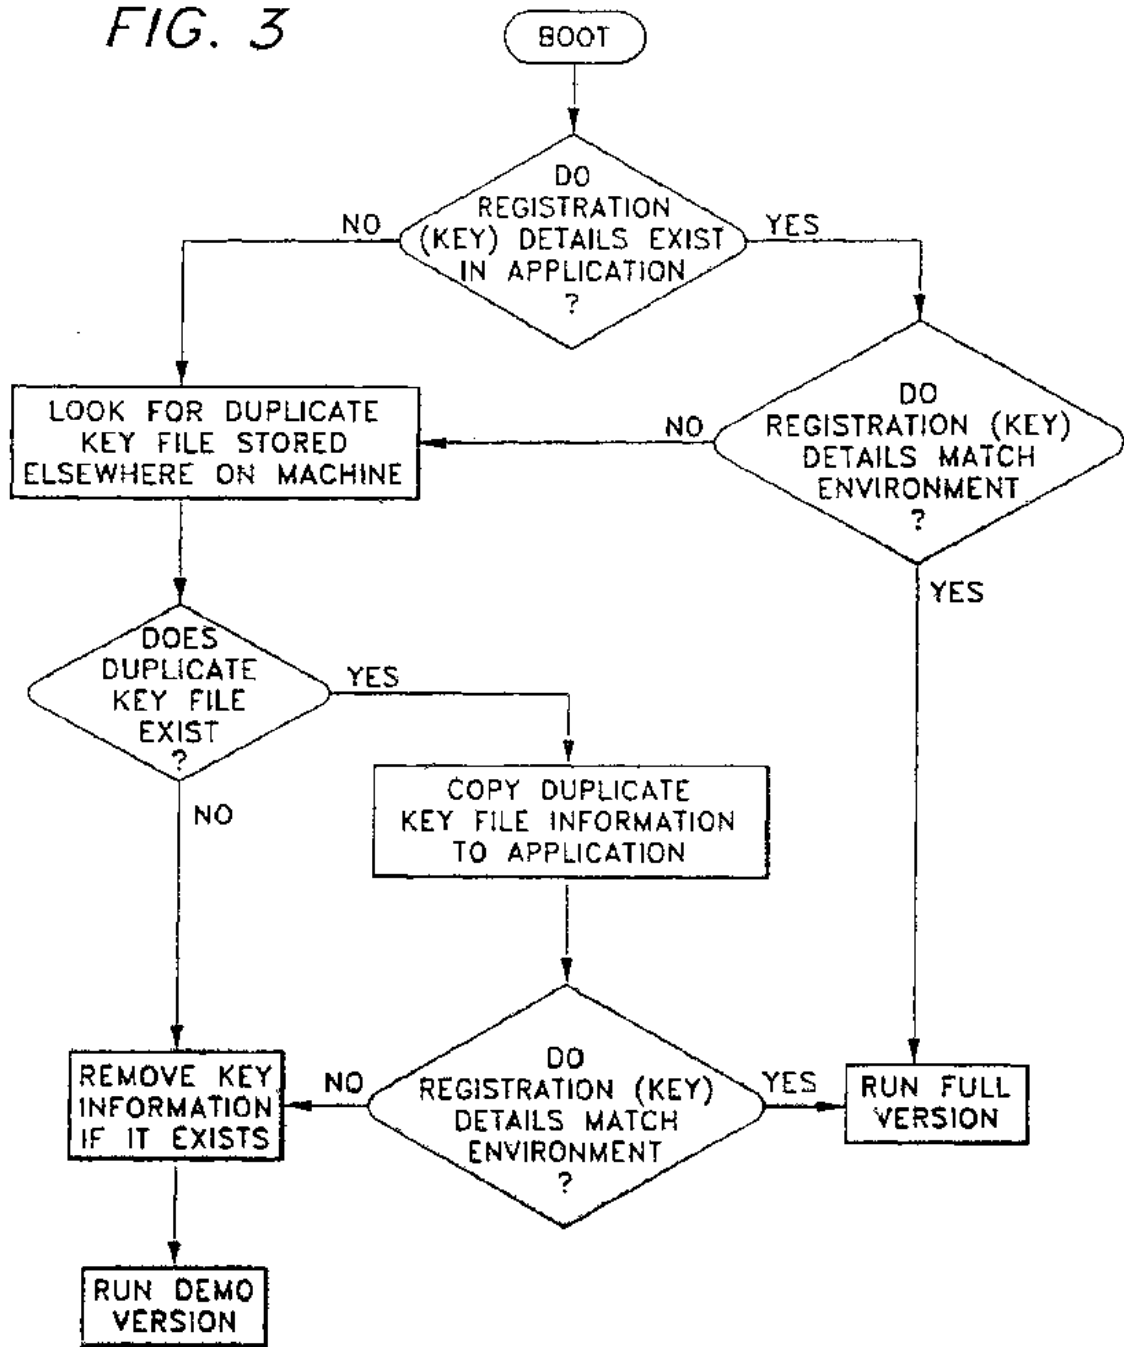 FIG. 3
BOOT
DO
REGISTRATION
(KEY) DETAILS EXIST
IN APPLICATION
?
NO
YES
LOOK FOR DUPLICATE
KEY FILE STORED
ELSEWHERE ON MACHINE
NO
DO
REGISTRATION (KEY)
DETAILS MATCH
ENVIRONMENT
?
YES
DOES
DUPLICATE
KEY FILE
EXIST
?
YES
NO
COPY DUPLICATE
KEY FILE INFORMATION
TO APPLICATION
REMOVE KEY
INFORMATION
IF IT EXISTS
NO
DO
REGISTRATION (KEY)
DETAILS MATCH
ENVIRONMENT
?
YES
RUN FULL
VERSION
RUN DEMO
VERSION